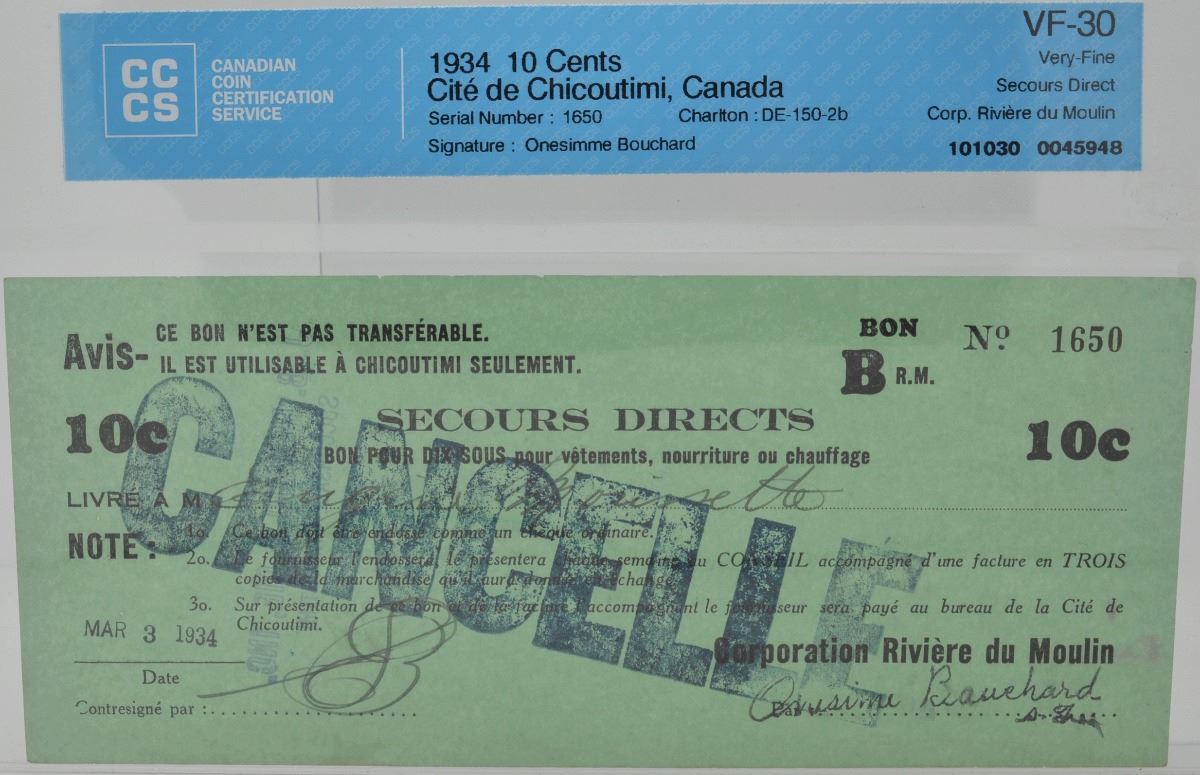 CC CS
CANADIAN COIN CERTIFICATION SERVICE
1934 10 Cents
Cité de Chicoutimi, Canada
Serial Number : 1650 Charlton : DE-150-2b
Signature : Onesimme Bouchard
VF-30
Very-Fine
Secours Direct
Corp. Rivière du Moulin
101030 0045948
Avis- CE BON N'EST PAS TRANSFÉRABLE.
IL EST UTILISABLE À CHICOUTIMI SEULEMENT.
BON B R.M.
Nº 1650
SECOURS DIRECTS
10c 10c
BON POUR DIX SOUS pour vêtements, nourriture ou chauffage
LIVRÉ A M
NOTE : 1o. Ce bon doit être endossé comme un chèque ordinaire.
2o. Le fournisseur l'endossera, le présentera chaque semaine au CONSEIL accompagné d'une facture en TROIS
copies de la marchandise qu'il aura donnée en échange.
3o. Sur présentation de ce bon et de la facture l'accompagnant le fournisseur sera payé au bureau de la Cité de
Chicoutimi.
CANCELLE
MAR 3 1934
Date
Contresigné par :
Corporation Rivière du Moulin
Par Onesime Bouchard